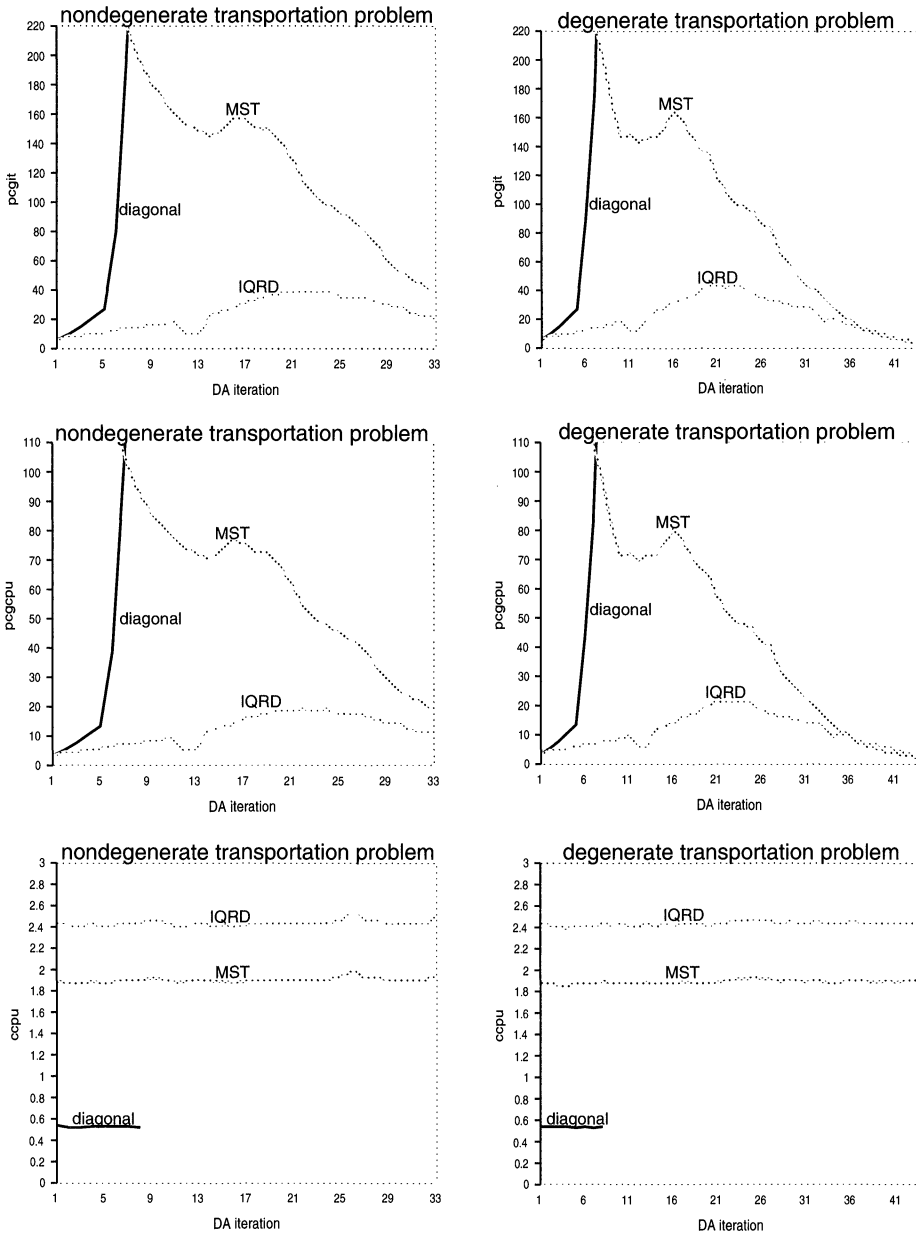 nondegenerate transportation problem
220
200
180
160
140
120
100
80
60
40
20
0
pcgit
MST
diagonal
IQRD
1 5 9 13 17 21 25 29 33
DA iteration
degenerate transportation problem
220
200
180
160
140
120
100
80
60
40
20
0
pcgit
MST
diagonal
IQRD
1 6 11 16 21 26 31 36 41
DA iteration
nondegenerate transportation problem
110
100
90
80
70
60
50
40
30
20
10
0
pcgcpu
MST
diagonal
IQRD
1 5 9 13 17 21 25 29 33
DA iteration
degenerate transportation problem
110
100
90
80
70
60
50
40
30
20
10
0
pcgcpu
MST
diagonal
IQRD
1 6 11 16 21 26 31 36 41
DA iteration
nondegenerate transportation problem
3
2.8
2.6
2.4
2.2
2
1.8
1.6
1.4
1.2
1
0.8
0.6
0.4
0.2
0
ccpu
IQRD
MST
diagonal
1 5 9 13 17 21 25 29 33
DA iteration
degenerate transportation problem
3
2.8
2.6
2.4
2.2
2
1.8
1.6
1.4
1.2
1
0.8
0.6
0.4
0.2
0
ccpu
IQRD
MST
diagonal
1 6 11 16 21 26 31 36 41
DA iteration